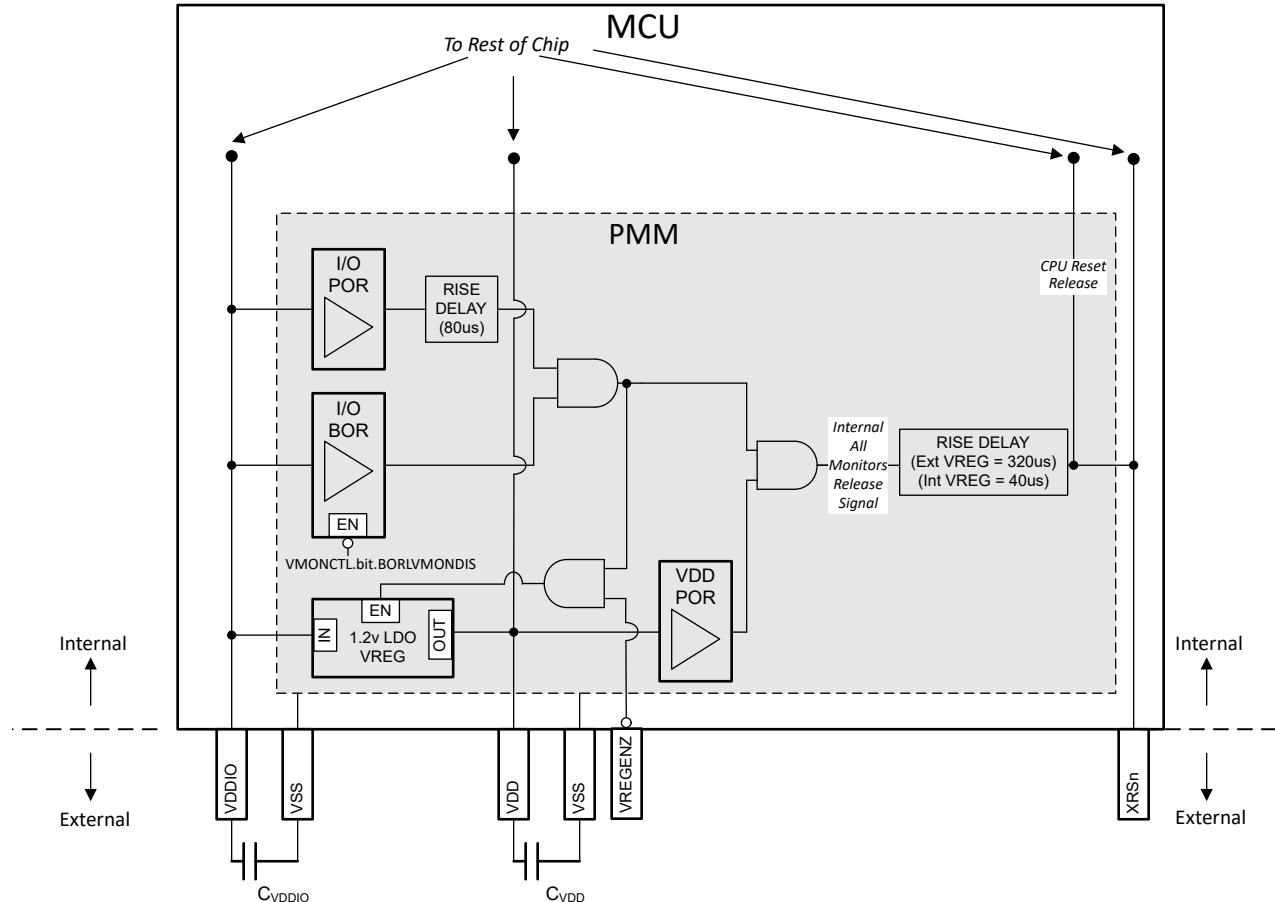 MCU
To Rest of Chip
PMM
I/O
POR
RISE
DELAY
(80us)
CPU Reset
Release
I/O
BOR
EN
VMONCTL.bit.BORLVMONDIS
Internal
All
Monitors
Release
Signal
RISE DELAY
(Ext VREG = 320us)
(Int VREG = 40us)
EN
IN
1.2v LDO
VREG
OUT
VDD
POR
Internal
External
Internal
External
VDDIO
VSS
VDD
VSS
VREGENZ
XRSn
CVDDIO
CVDD